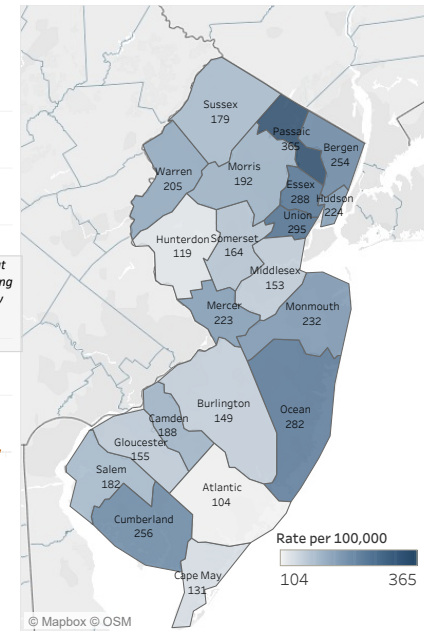 Sussex
179
Passaic
365
Bergen
254
Warren
205
Morris
192
Essex
288
Hudson
224
Union
295
Hunterdon
119
Somerset
164
Middlesex
153
Mercer
223
Monmouth
232
Burlington
149
Ocean
282
Camden
188
Gloucester
155
Salem
182
Atlantic
104
Cumberland
256
Cape May
131
Rate per 100,000
104 365
© Mapbox © OSM